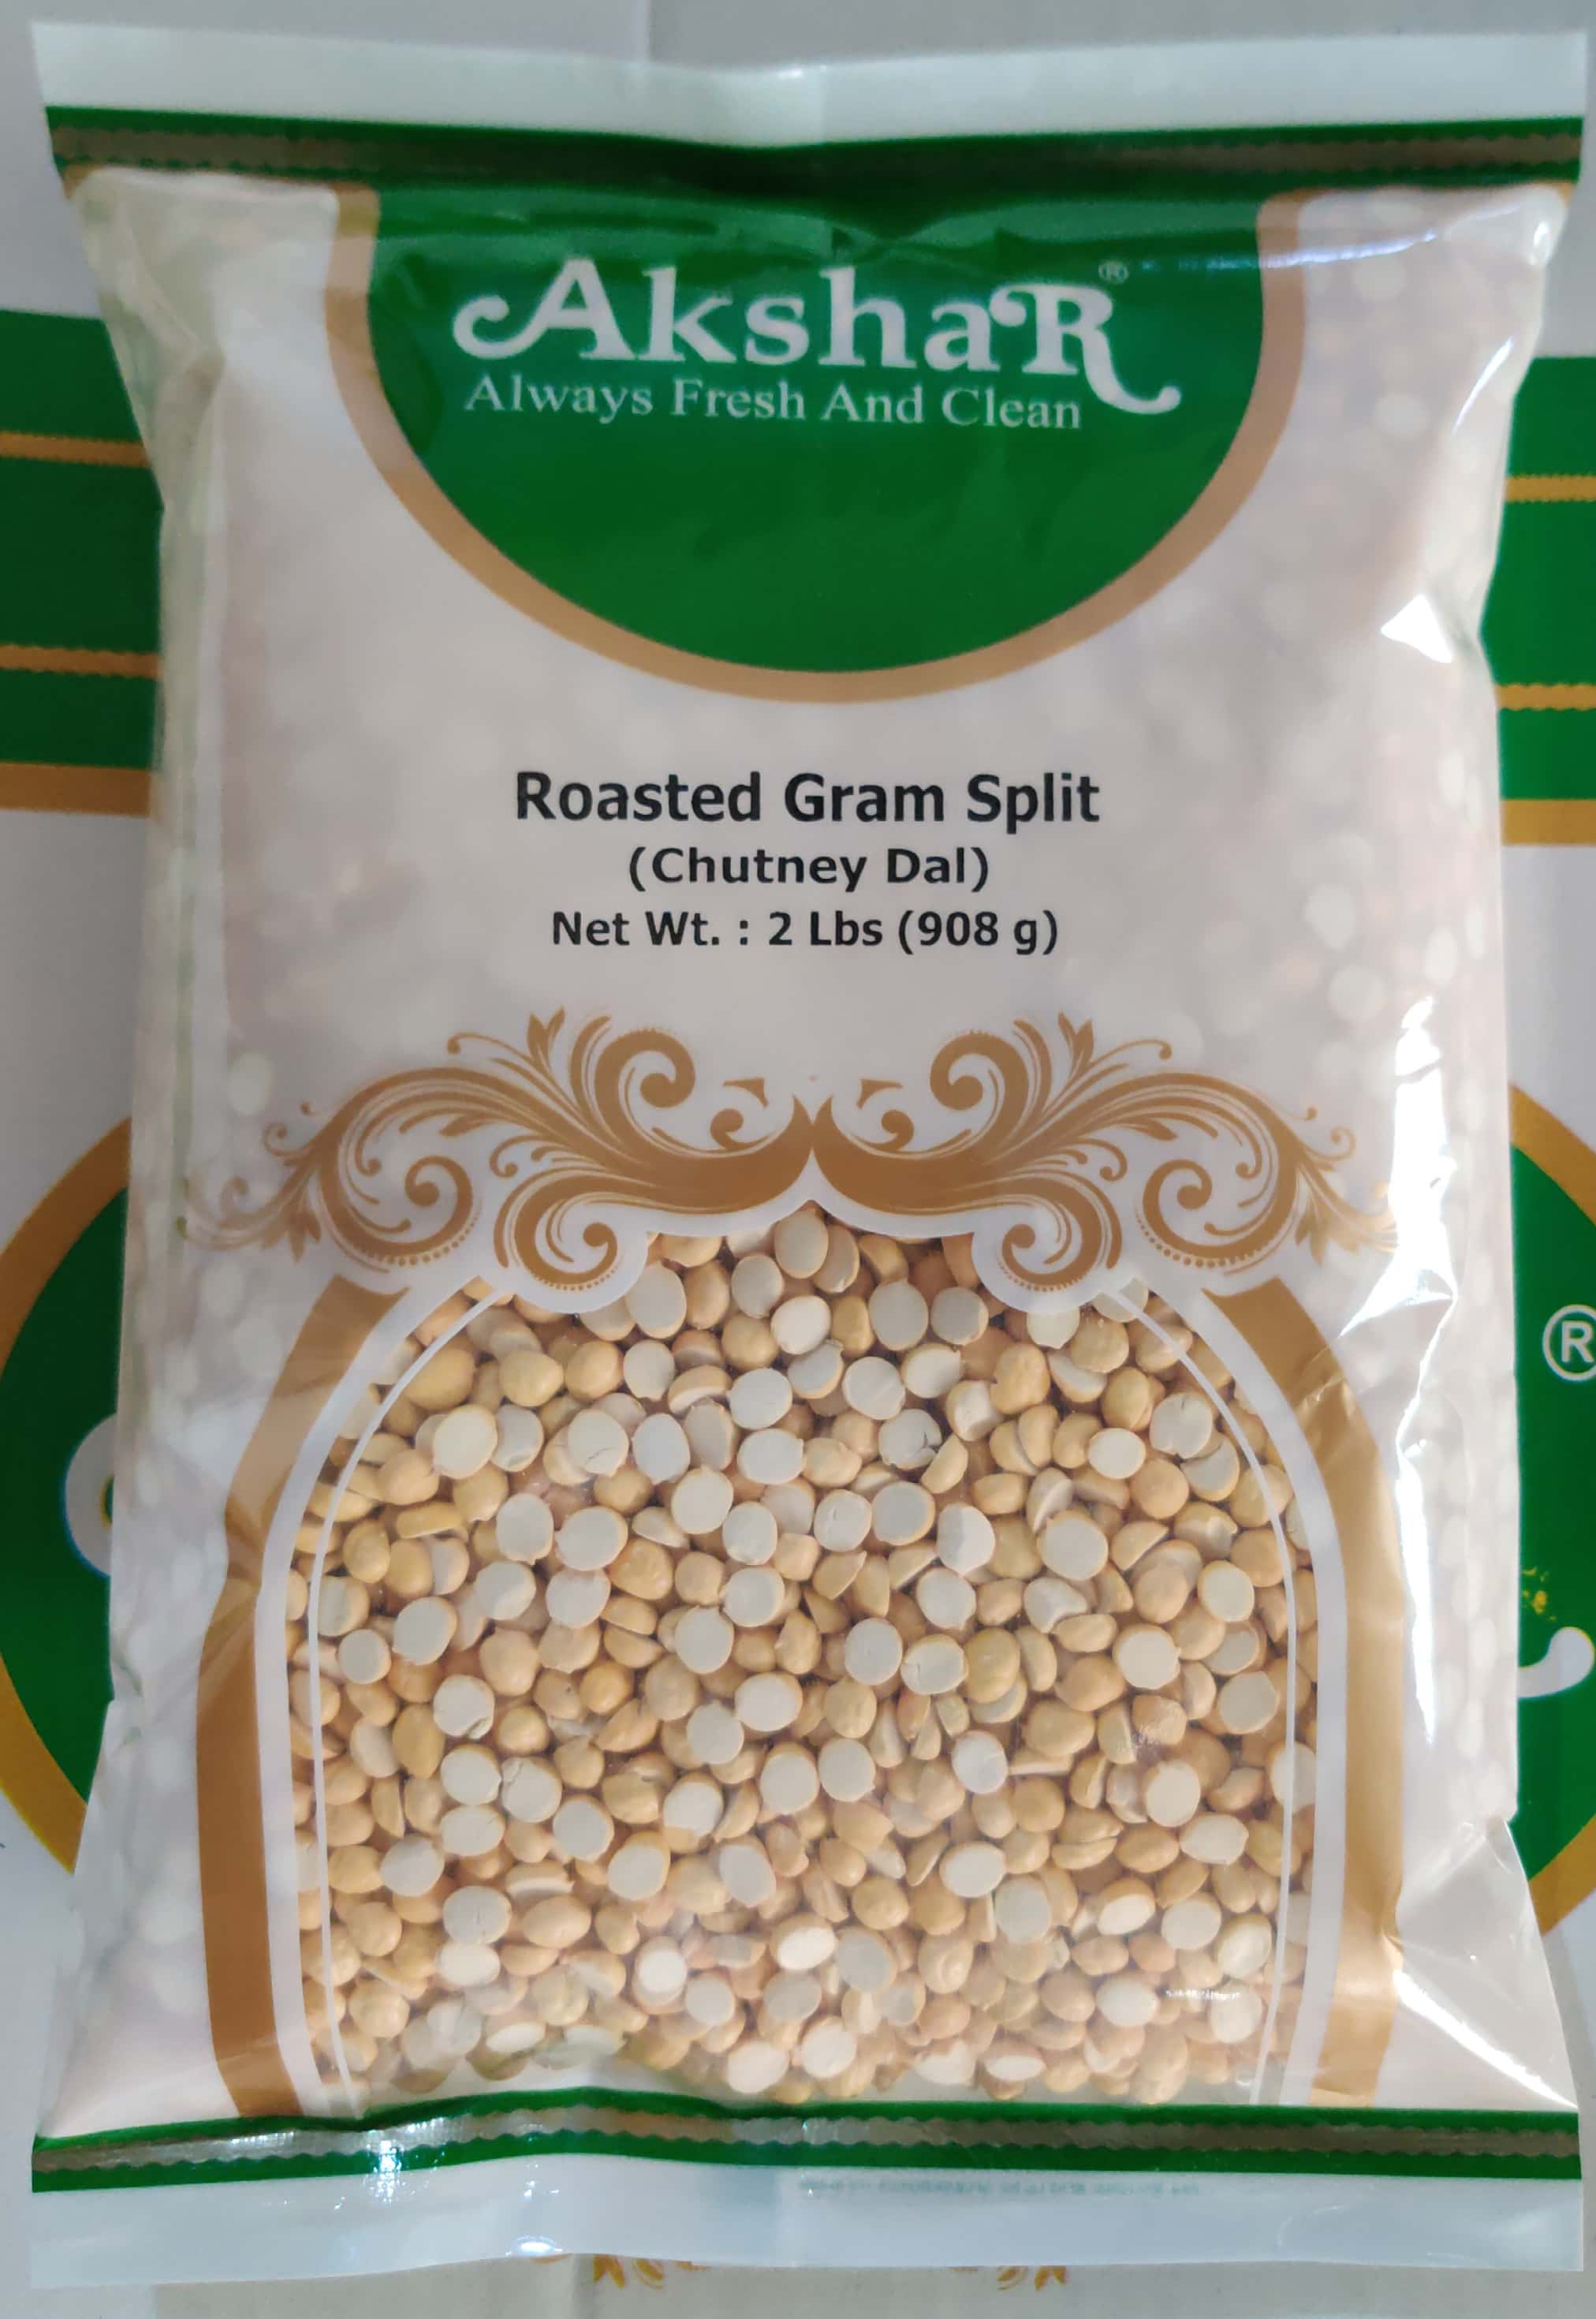 Akshar®
Always Fresh And Clean
Roasted Gram Split
(Chutney Dal)
Net Wt. : 2 Lbs (908 g)
®